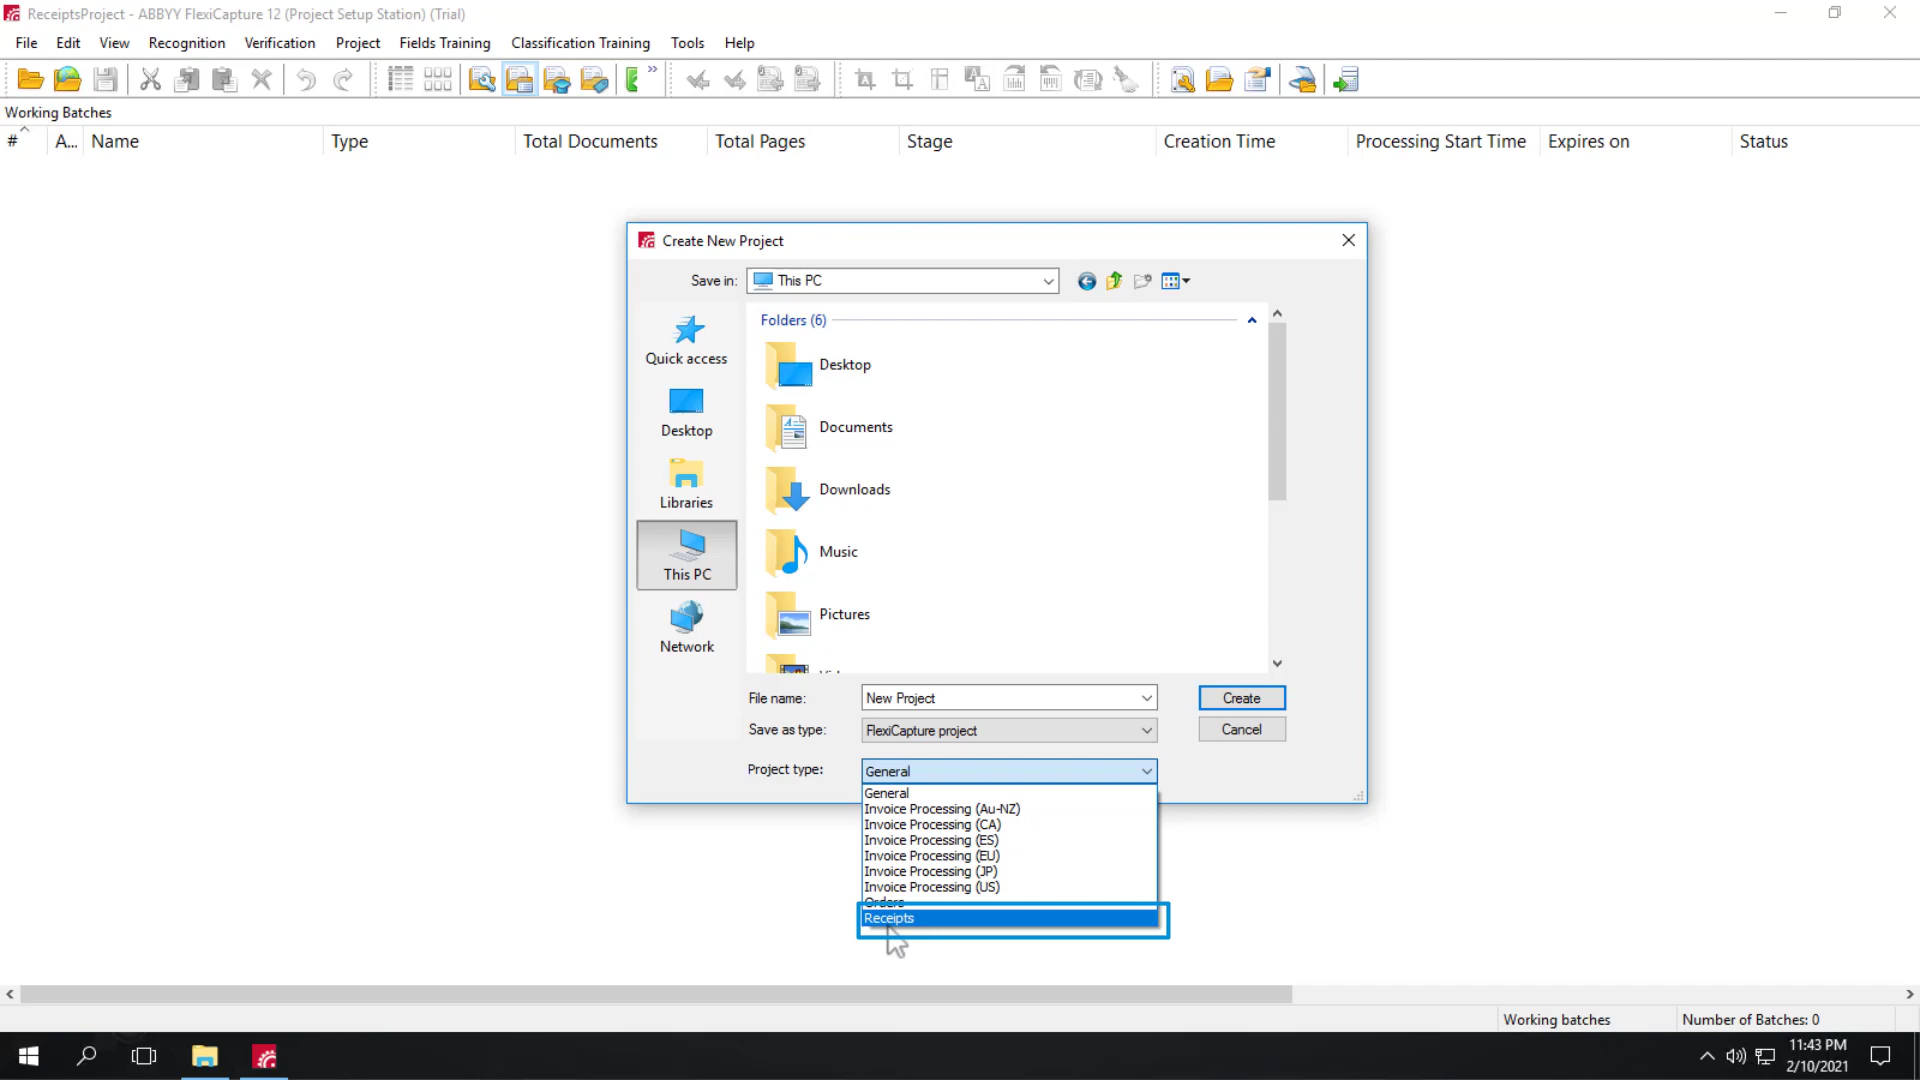 ReceiptsProject - ABBYY FlexiCapture 12 (Project Setup Station) (Trial)
File Edit View Recognition Verification Project Fields Training Classification Training Tools Help
Working Batches
# A... Name Type Total Documents Total Pages Stage Creation Time Processing Start Time Expires on Status
Create New Project
Save in: This PC
Folders (6)
Quick access
Desktop
Libraries
This PC
Network
Desktop
Documents
Downloads
Music
Pictures
File name: New Project Create
Save as type: FlexiCapture project Cancel
Project type: General
General
Invoice Processing (Au-NZ)
Invoice Processing (CA)
Invoice Processing (ES)
Invoice Processing (EU)
Invoice Processing (JP)
Invoice Processing (US)
Orders
Receipts
Working batches Number of Batches: 0
11:43 PM
2/10/2021